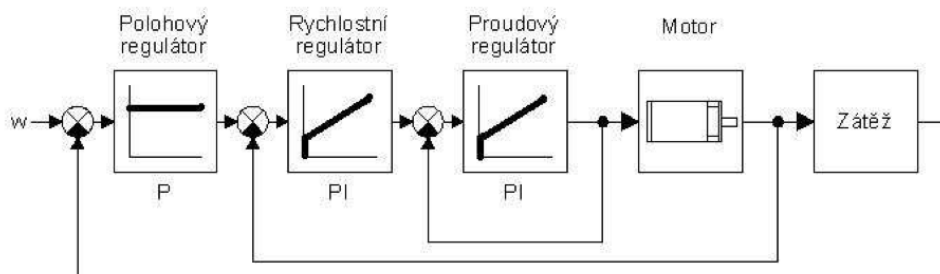 Polohový
regulátor
Rychlostní
regulátor
Proudový
regulátor
Motor
w
Zátěž
P
PI
PI